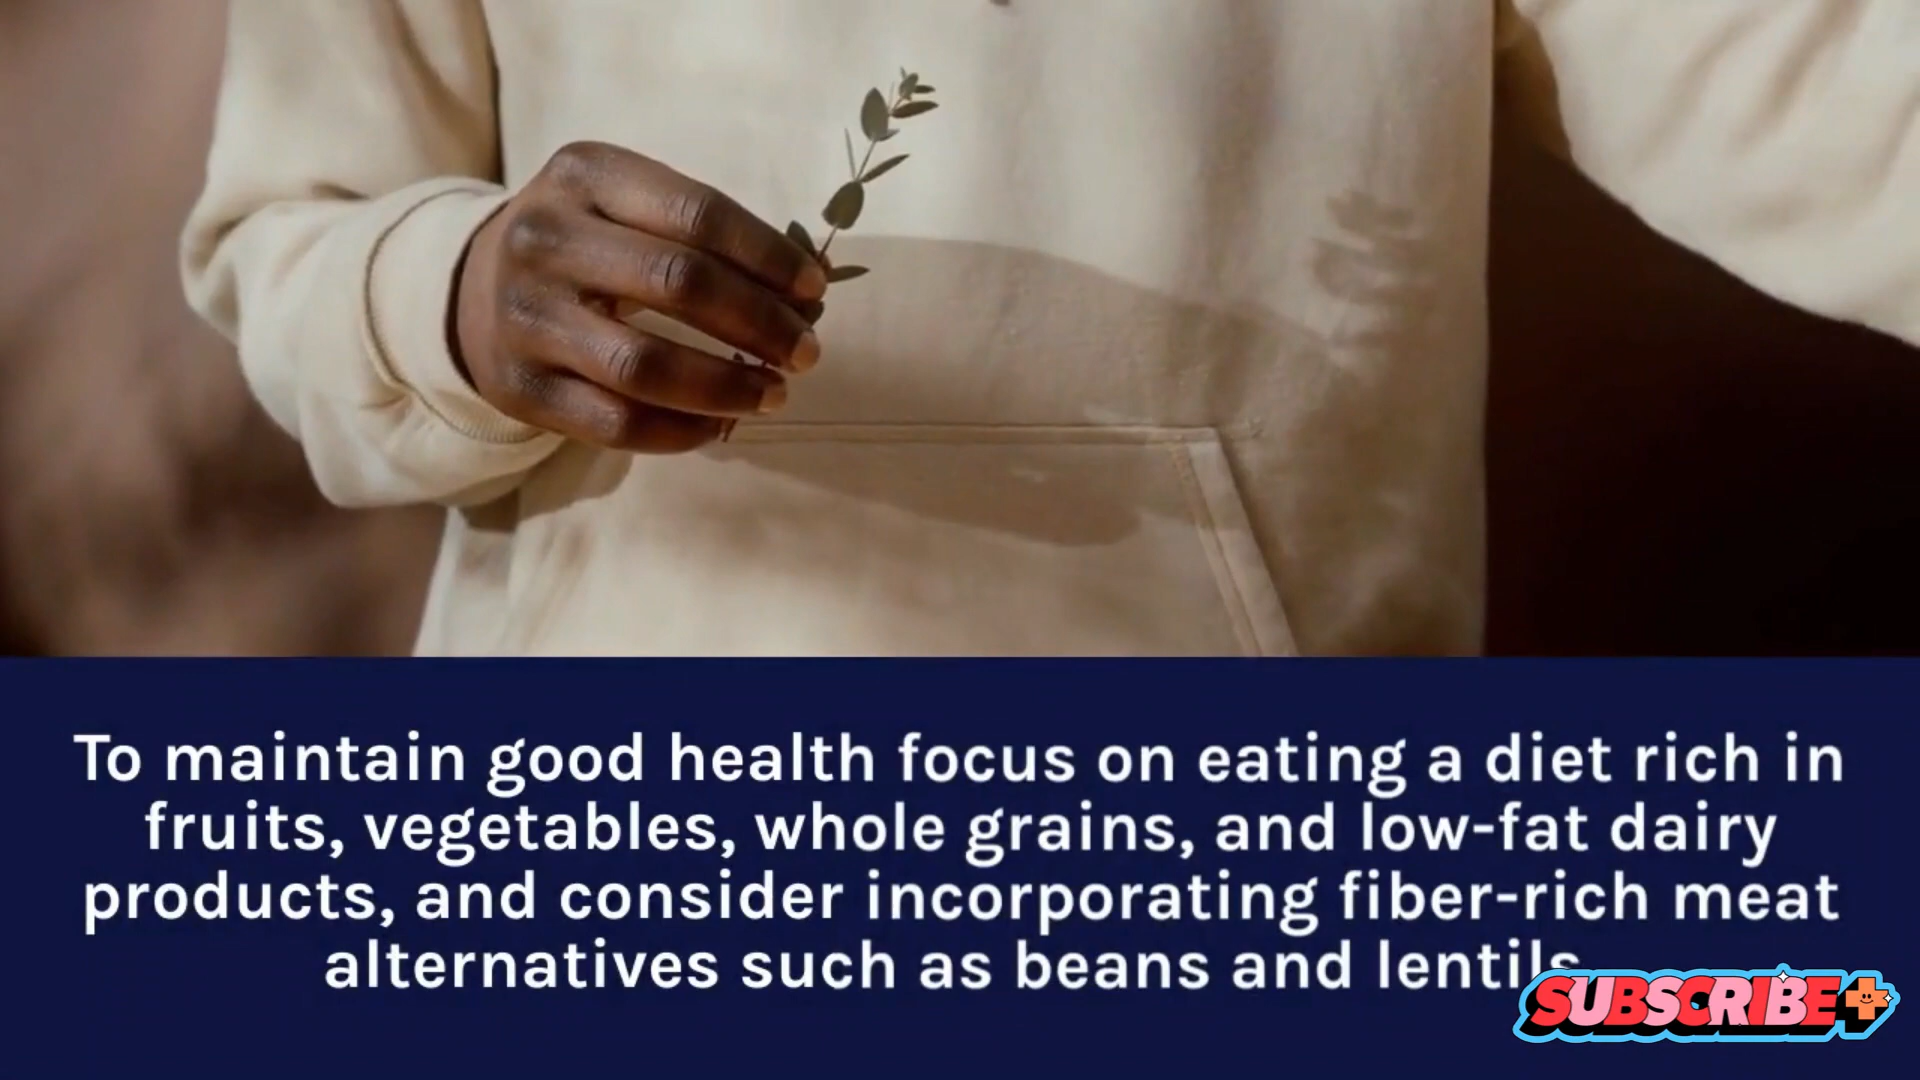 To maintain good health focus on eating a diet rich in
fruits, vegetables, whole grains, and low-fat dairy
products, and consider incorporating fiber-rich meat
alternatives such as beans and lentils
SUBSCRIBE